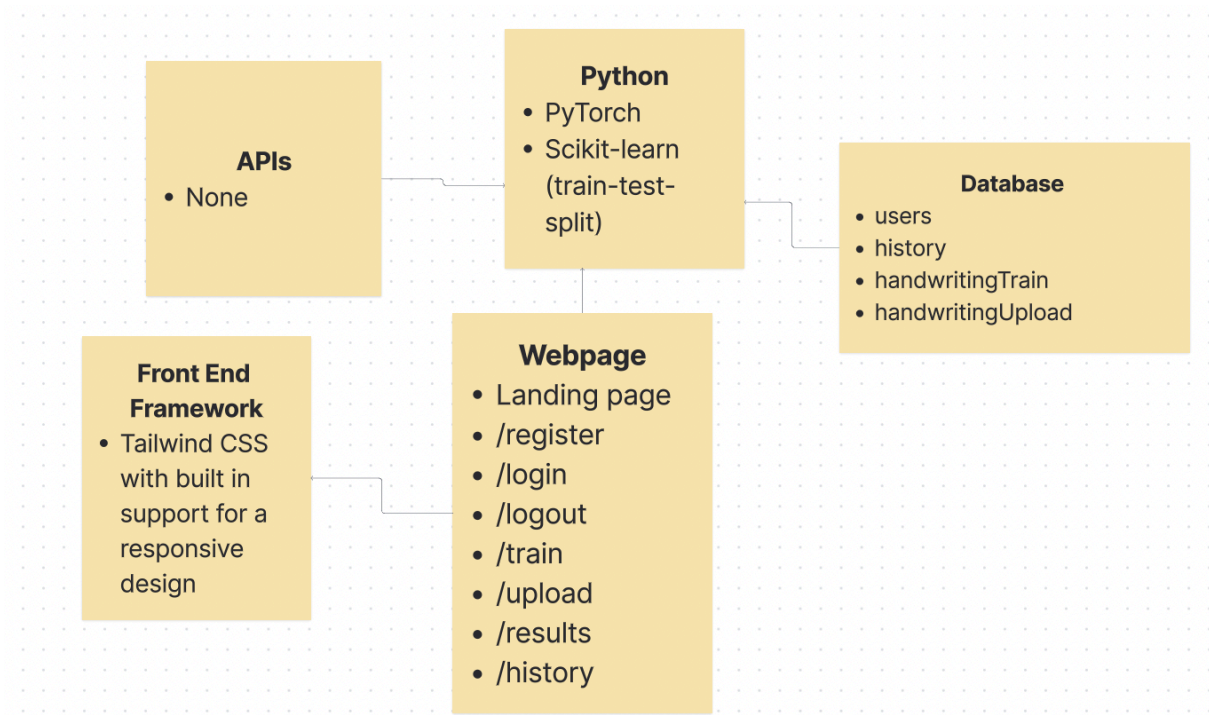 APIs
• None
Python
• PyTorch
• Scikit-learn
(train-test-
split)
Database
• users
• history
• handwritingTrain
• handwritingUpload
Front End
Framework
• Tailwind CSS
with built in
support for a
responsive
design
Webpage
• Landing page
• /register
• /login
• /logout
• /train
• /upload
• /results
• /history